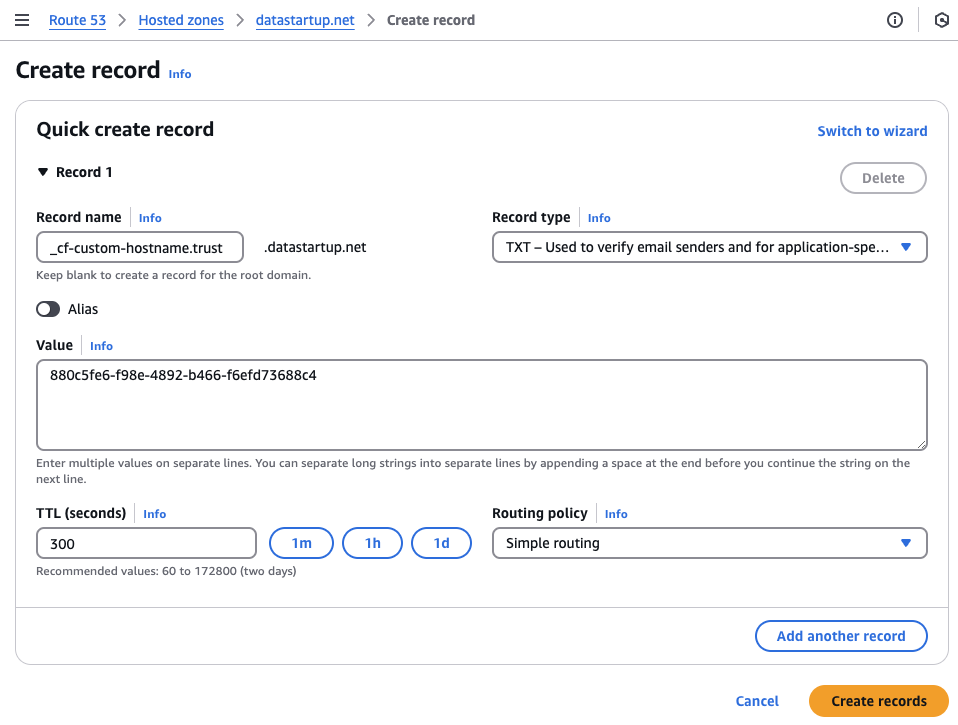 Route 53 > Hosted zones > datastartup.net > Create record
Create record Info
Quick create record
Switch to wizard
Record 1
Delete
Record name Info
Record type Info
_cf-custom-hostname.trust .datastartup.net
TXT – Used to verify email senders and for application-spe...
Keep blank to create a record for the root domain.
Alias
Value Info
880c5fe6-f98e-4892-b466-f6efd73688c4
Enter multiple values on separate lines. You can separate long strings into separate lines by appending a space at the end before you continue the string on the
next line.
TTL (seconds) Info
Routing policy Info
300 1m 1h 1d
Simple routing
Recommended values: 60 to 172800 (two days)
Add another record
Cancel Create records